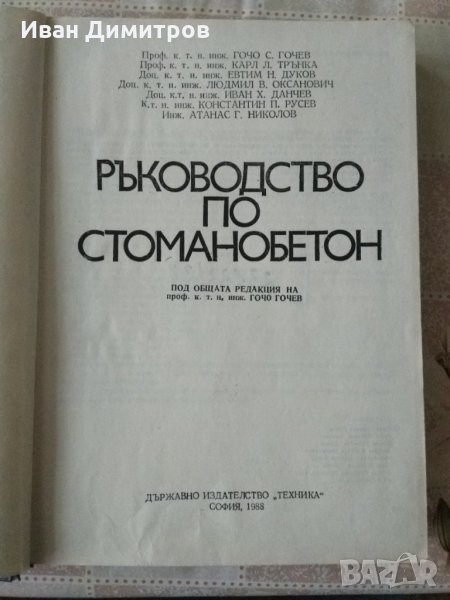 Иван Димитров
Проф. к. т. н. инж. ГОЧО С. ГОЧЕВ
Проф. к. т. н. инж. КАРЛ Л. ТРЪНКА
Доц. к. т. н. инж. ЕВТИМ Н. ДУКОВ
Доц. к. т. н. инж. ЛЮДМИЛ В. ОКСАНОВИЧ
Доц. к.т, н. инж. ИВАН Х. ДАНЧЕВ
К.т. н. инж. КОНСТАНТИН П. РУСЕВ
Инж. АТАНАС Г. НИКОЛОВ
РЪКОВОДСТВО
ПО
СТОМАНОБЕТОН
ПОД ОБЩАТА РЕДАКЦИЯ НА
проф. к. т. н. инж. ГОЧО ГОЧЕВ
ДЪРЖАВНО ИЗДАТЕЛСТВО „ТЕХНИКА“
СОФИЯ, 1988
BAZAR